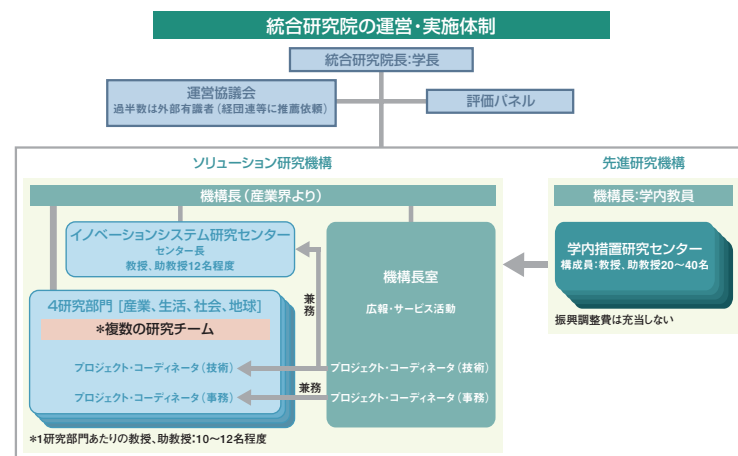 統合研究院の運営・実施体制
統合研究院長:学長
運営協議会
過半数は外部有識者(経団連等に推薦依頼)
評価パネル
ソリューション研究機構
機構長(産業界より)
イノベーションシステム研究センター
センター長
教授、助教授12名程度
4研究部門 [産業、生活、社会、地球]
*複数の研究チーム
プロジェクト・コーディネータ(技術)
プロジェクト・コーディネータ(事務)
兼務
兼務
機構長室
広報・サービス活動
プロジェクト・コーディネータ(技術)
プロジェクト・コーディネータ(事務)
*1研究部門あたりの教授、助教授:10〜12名程度
先進研究機構
機構長:学内教員
学内措置研究センター
構成員:教授、助教授20〜40名
振興調整費は充当しない